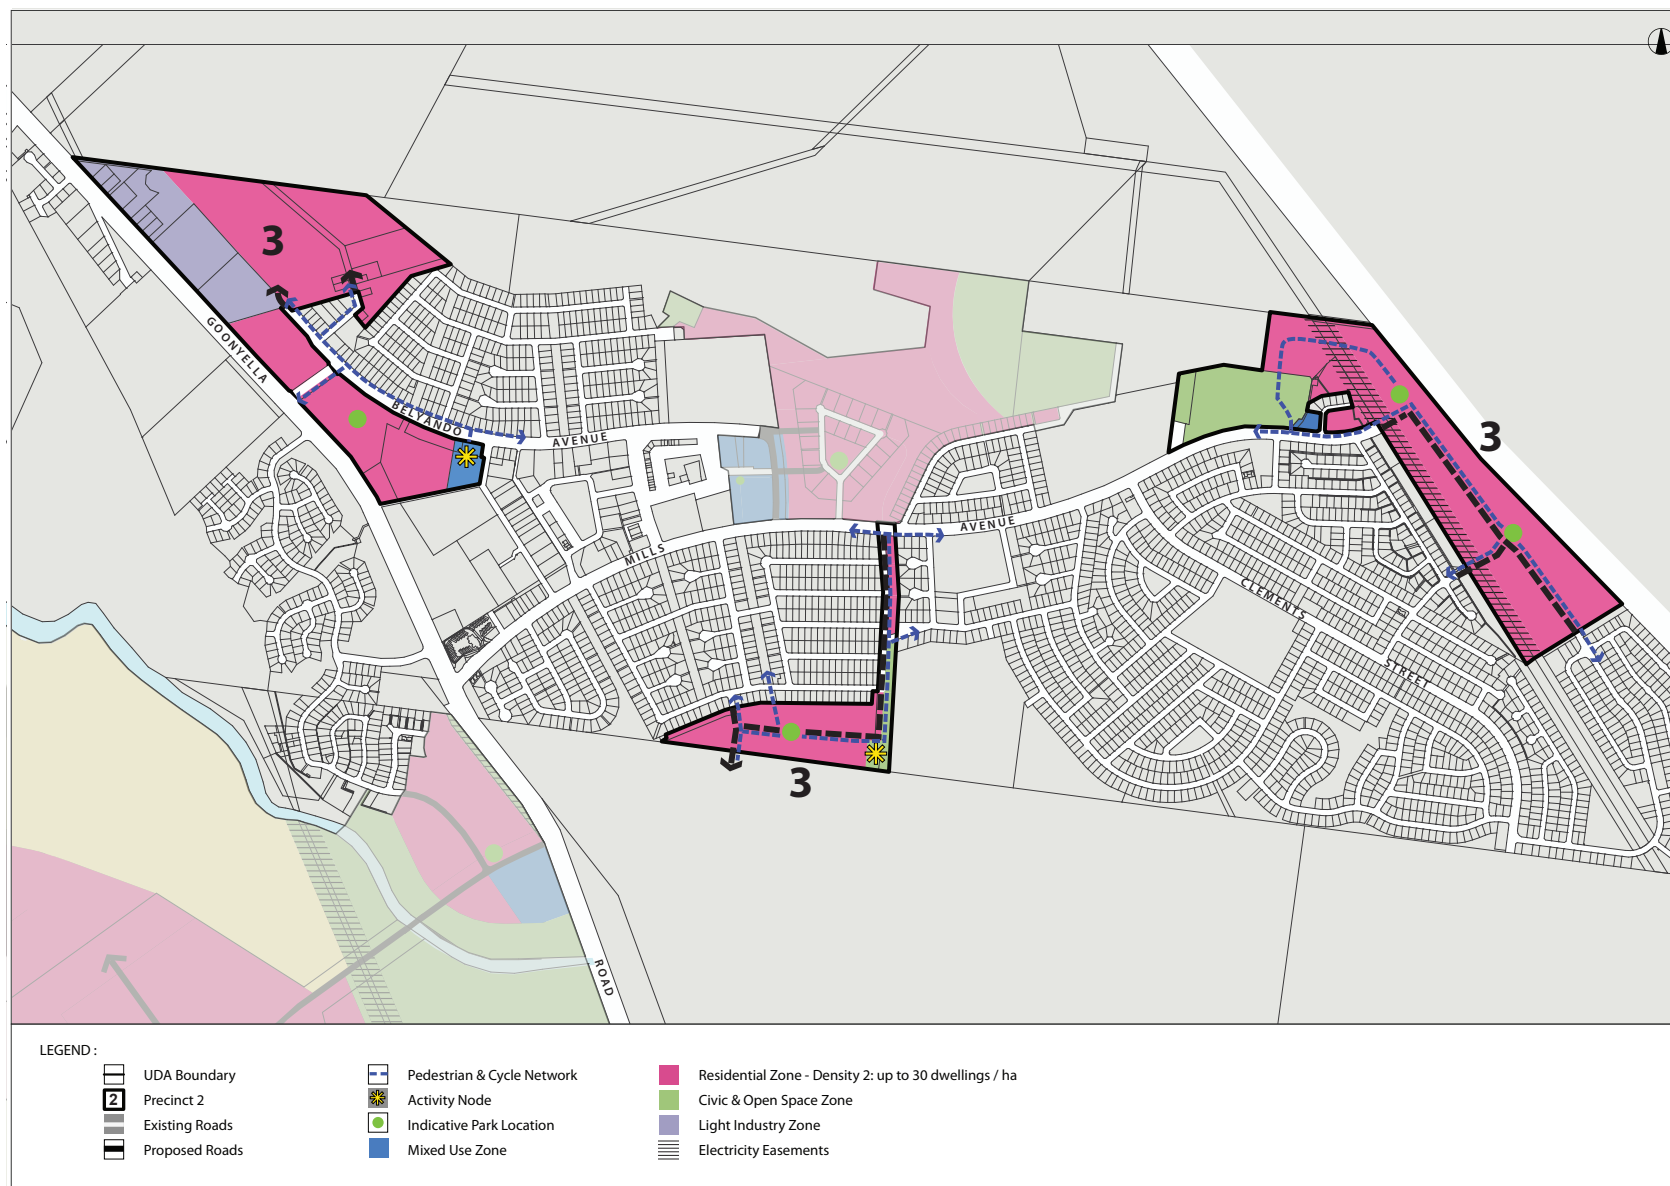 3
GOONYELLA
BELYANDO
AVENUE
3
MILLS
AVENUE
CLEMENTS
STREET
3
ROAD
LEGEND :
UDA Boundary
2 Precinct 2
Existing Roads
Proposed Roads
Pedestrian & Cycle Network
Activity Node
Indicative Park Location
Mixed Use Zone
Residential Zone - Density 2: up to 30 dwellings / ha
Civic & Open Space Zone
Light Industry Zone
Electricity Easements